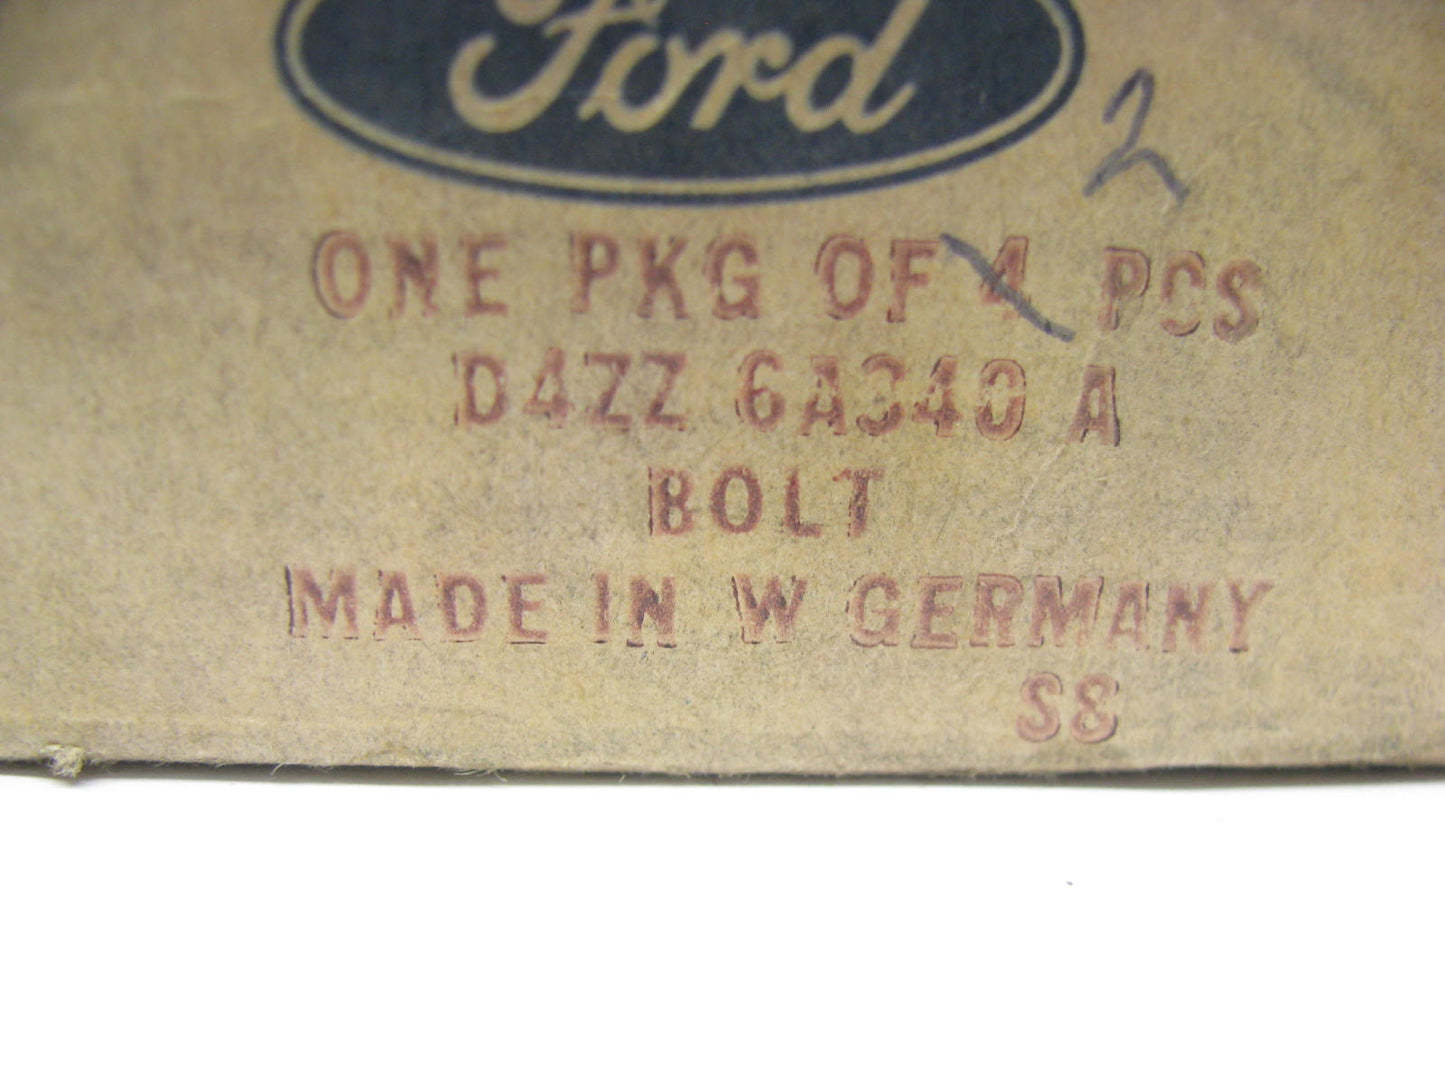 Ford
2
ONE PKG OF 4 PCS
D4ZZ 6A340 A
BOLT
MADE IN W GERMANY
S8